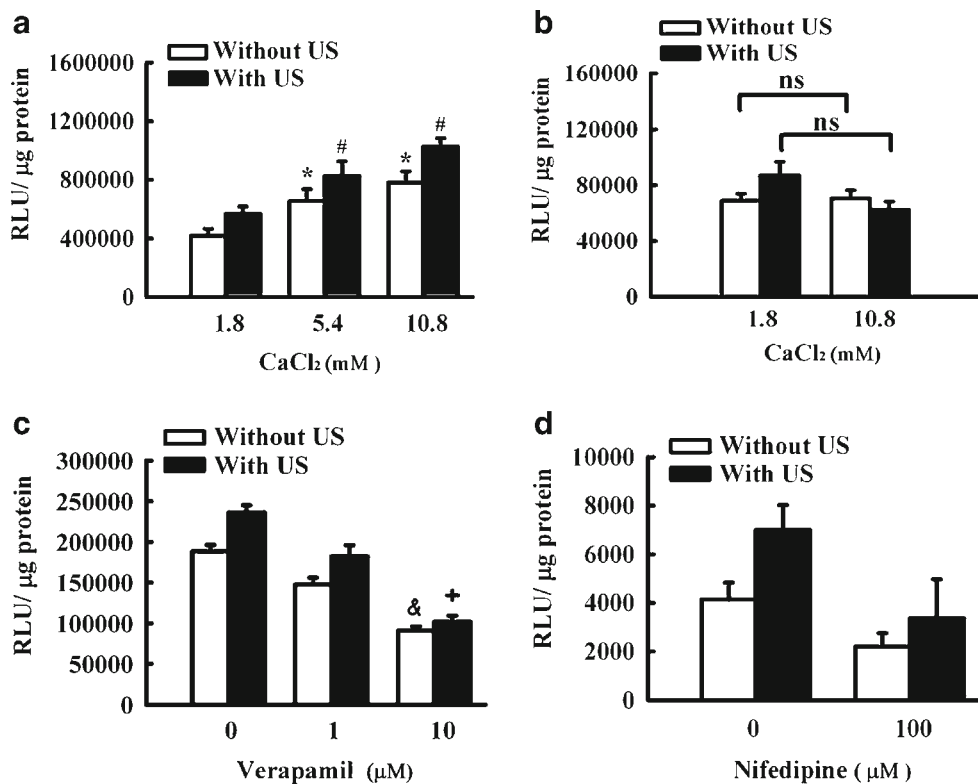 a
Without US
With US
RLU/ µg protein
1600000
1200000
800000
400000
0
* # * #
1.8 5.4 10.8
CaCl₂ (mM )
b
Without US
With US
RLU/ µg protein
160000
120000
80000
40000
0
ns
ns
1.8 10.8
CaCl₂ (mM)
c
Without US
With US
RLU/ µg protein
300000
250000
200000
150000
100000
50000
0
& +
0 1 10
Verapamil (µM)
d
Without US
With US
RLU/ µg protein
10000
8000
6000
4000
2000
0
0 100
Nifedipine ( µM)